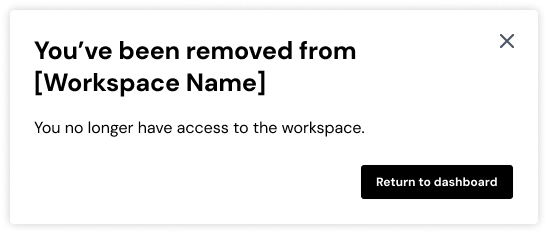 You’ve been removed from
[Workspace Name]
You no longer have access to the workspace.
Return to dashboard